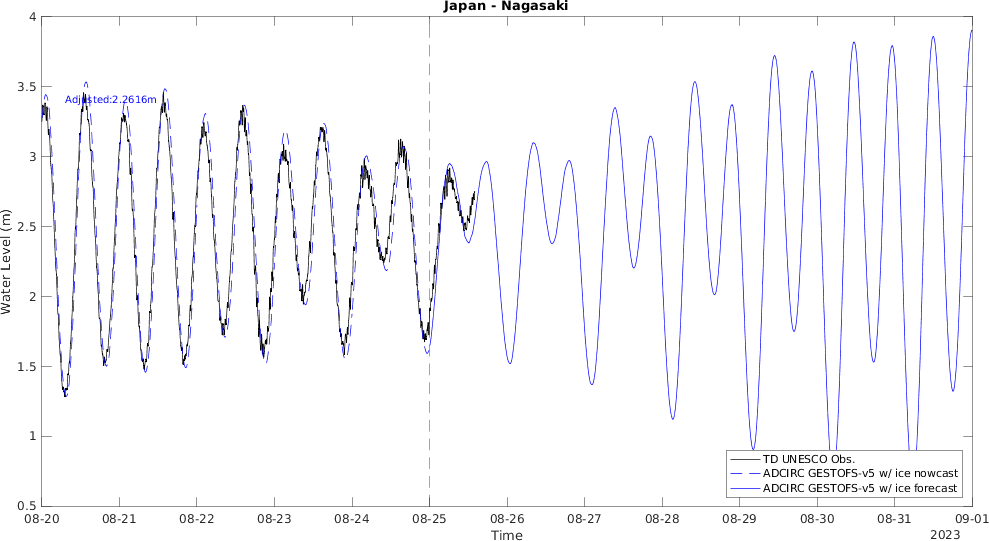 Japan - Nagasaki
4
3.5
3
2.5
2
1.5
1
0.5
Water Level (m)
Adjusted:2.2616m
TD UNESCO Obs.
ADCIRC GESTOFS-v5 w/ ice nowcast
ADCIRC GESTOFS-v5 w/ ice forecast
08-20 08-21 08-22 08-23 08-24 08-25 08-26 08-27 08-28 08-29 08-30 08-31 09-01
Time
2023